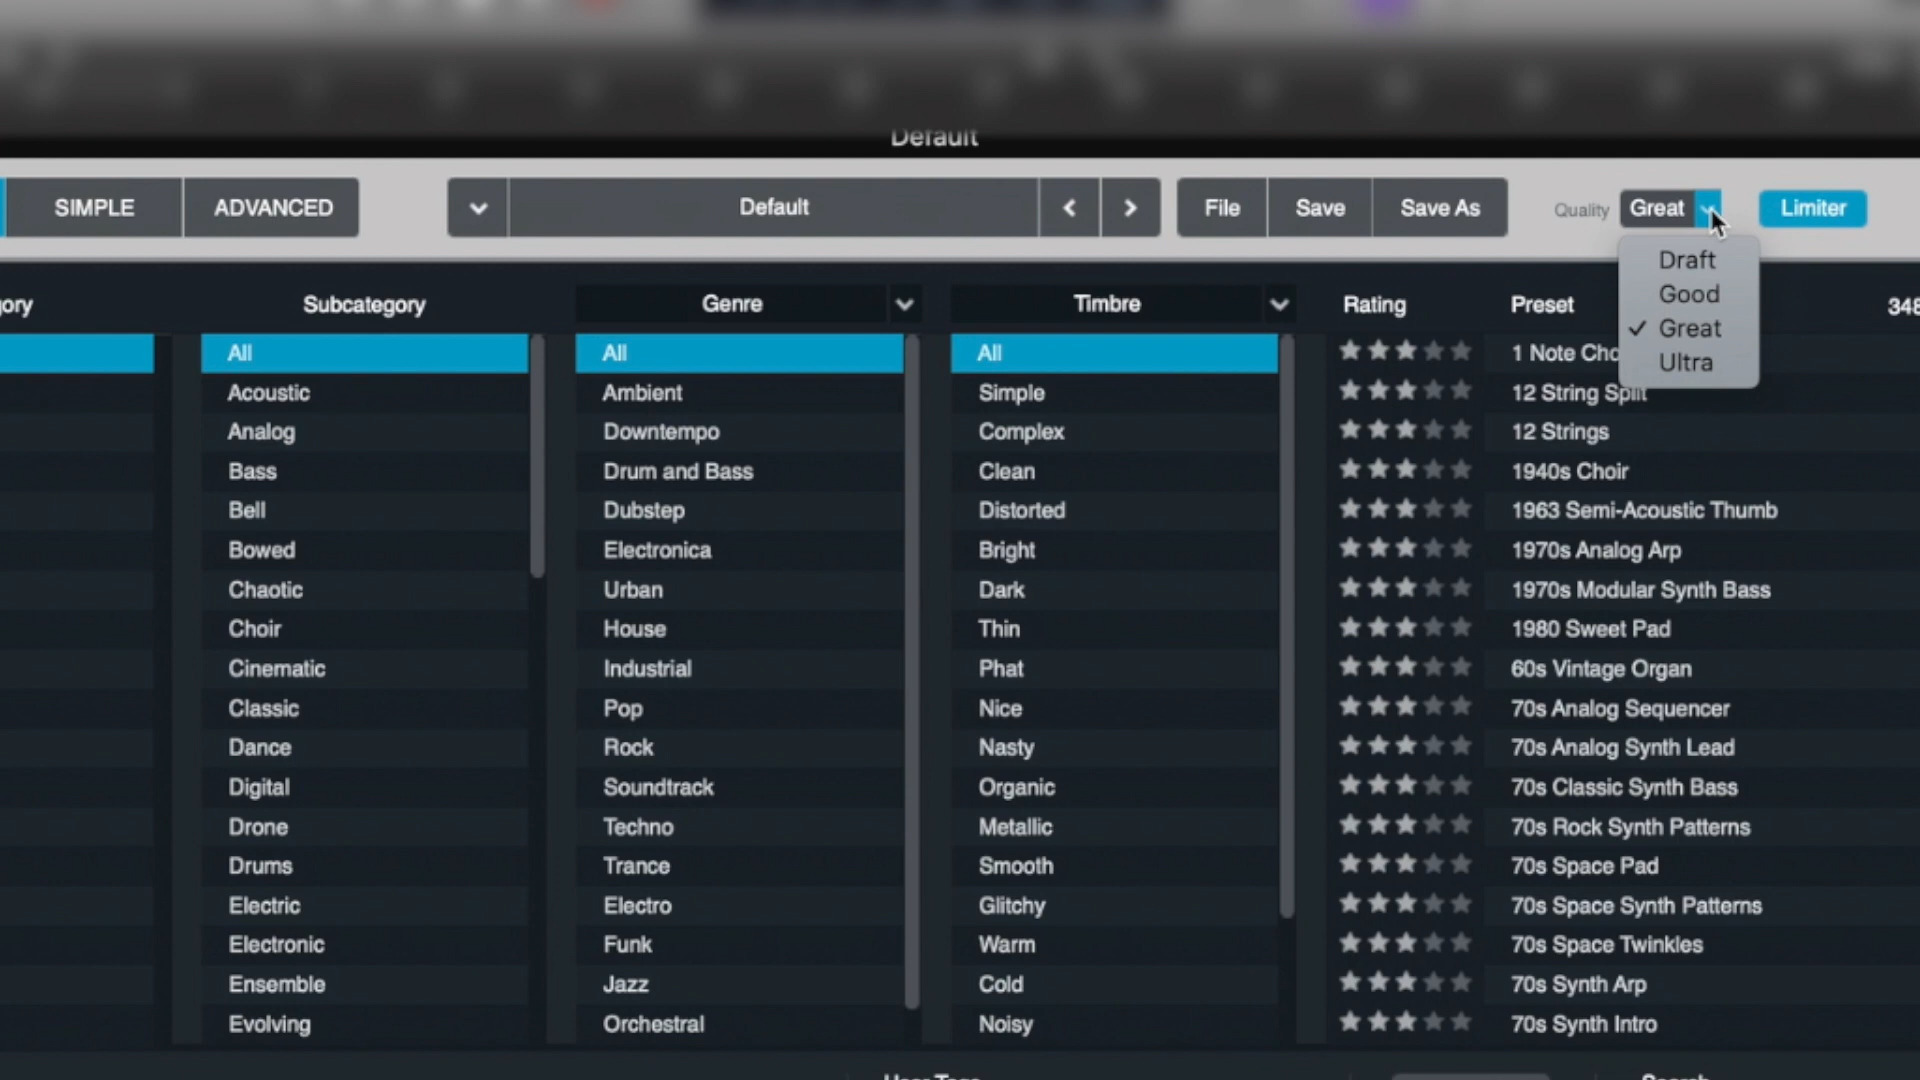 Default
SIMPLE ADVANCED Default File Save Save As Quality Great Limiter
Draft
Good
✓ Great
Ultra
ory Subcategory Genre Timbre Rating Preset 348
All All All 1 Note Cho
Acoustic Ambient Simple 12 String Split
Analog Downtempo Complex 12 Strings
Bass Drum and Bass Clean 1940s Choir
Bell Dubstep Distorted 1963 Semi-Acoustic Thumb
Bowed Electronica Bright 1970s Analog Arp
Chaotic Urban Dark 1970s Modular Synth Bass
Choir House Thin 1980 Sweet Pad
Cinematic Industrial Phat 60s Vintage Organ
Classic Pop Nice 70s Analog Sequencer
Dance Rock Nasty 70s Analog Synth Lead
Digital Soundtrack Organic 70s Classic Synth Bass
Drone Techno Metallic 70s Rock Synth Patterns
Drums Trance Smooth 70s Space Pad
Electric Electro Glitchy 70s Space Synth Patterns
Electronic Funk Warm 70s Space Twinkles
Ensemble Jazz Cold 70s Synth Arp
Evolving Orchestral Noisy 70s Synth Intro
User Tags Search